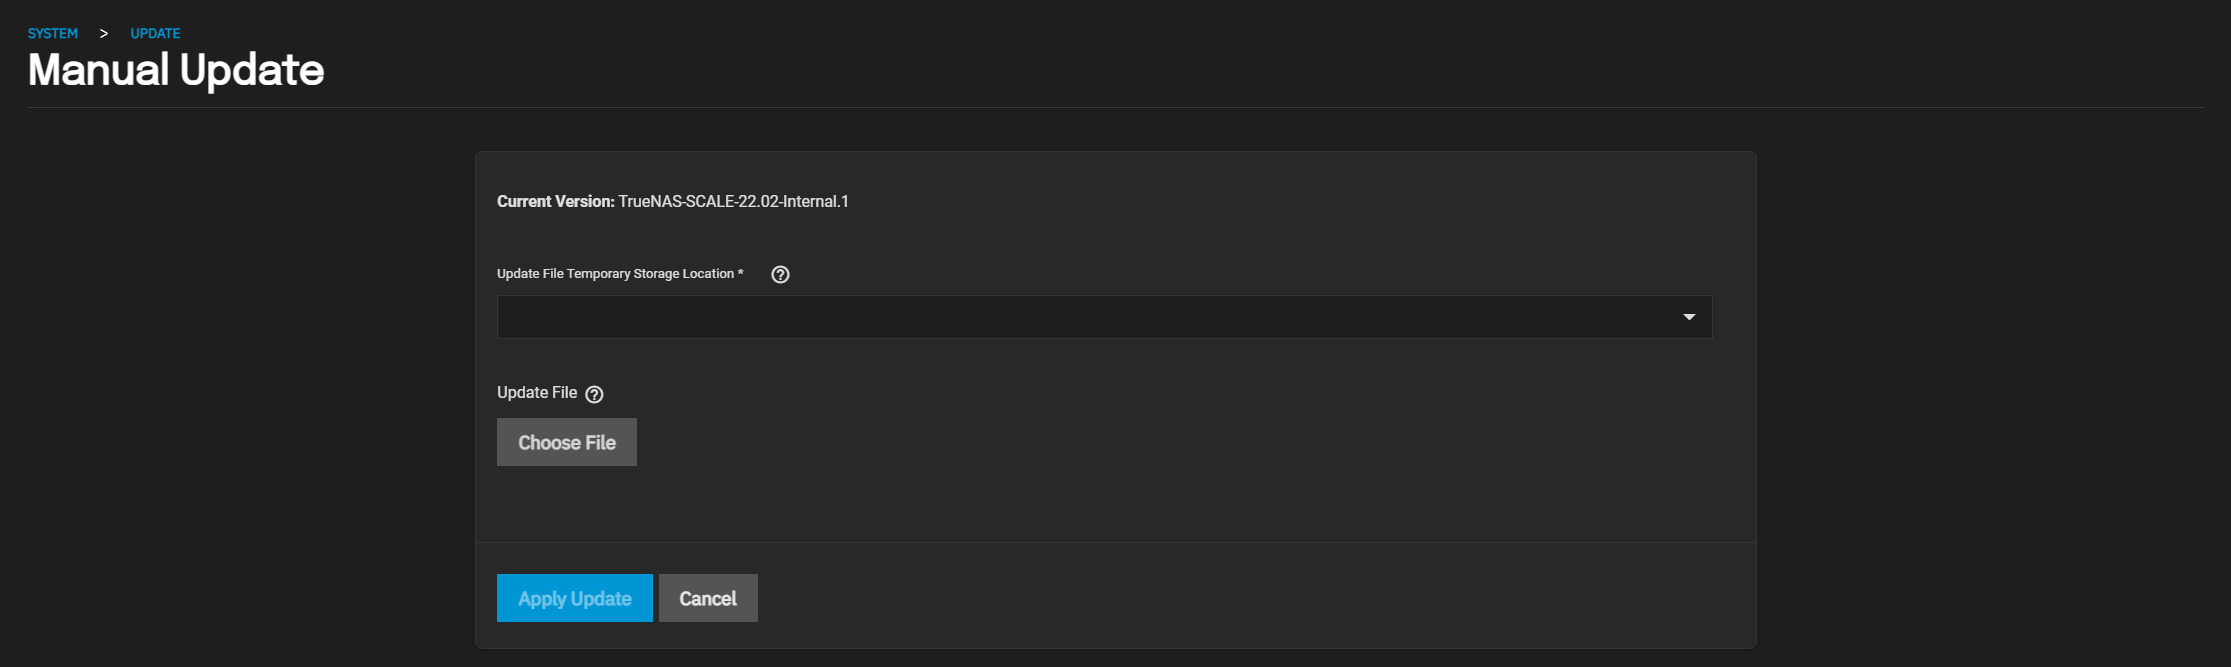 SYSTEM > UPDATE
Manual Update
Current Version: TrueNAS-SCALE-22.02-Internal.1
Update File Temporary Storage Location *
Update File
Choose File
Apply Update Cancel